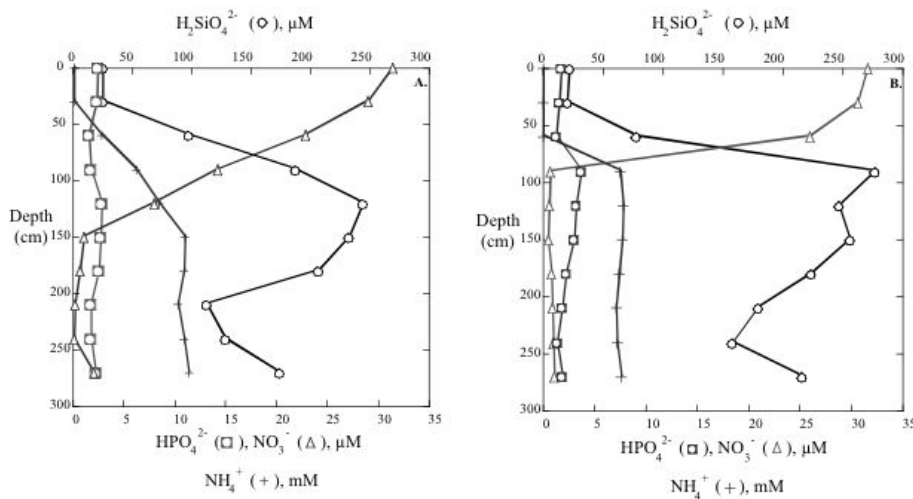 H₂SiO₄²⁻ (O), µM
0 50 100 150 200 250 300
A.
0
50
100
Depth
(cm)
150
200
250
300
0 5 10 15 20 25 30 35
HPO₄²⁻ (□), NO₃⁻ (△), µM
NH₄⁺ (+), mM
H₂SiO₄²⁻ (O), µM
0 50 100 150 200 250 300
B.
0
50
100
Depth
(cm)
150
200
250
300
0 5 10 15 20 25 30 35
HPO₄²⁻ (□), NO₃⁻ (△), µM
NH₄⁺ (+), mM